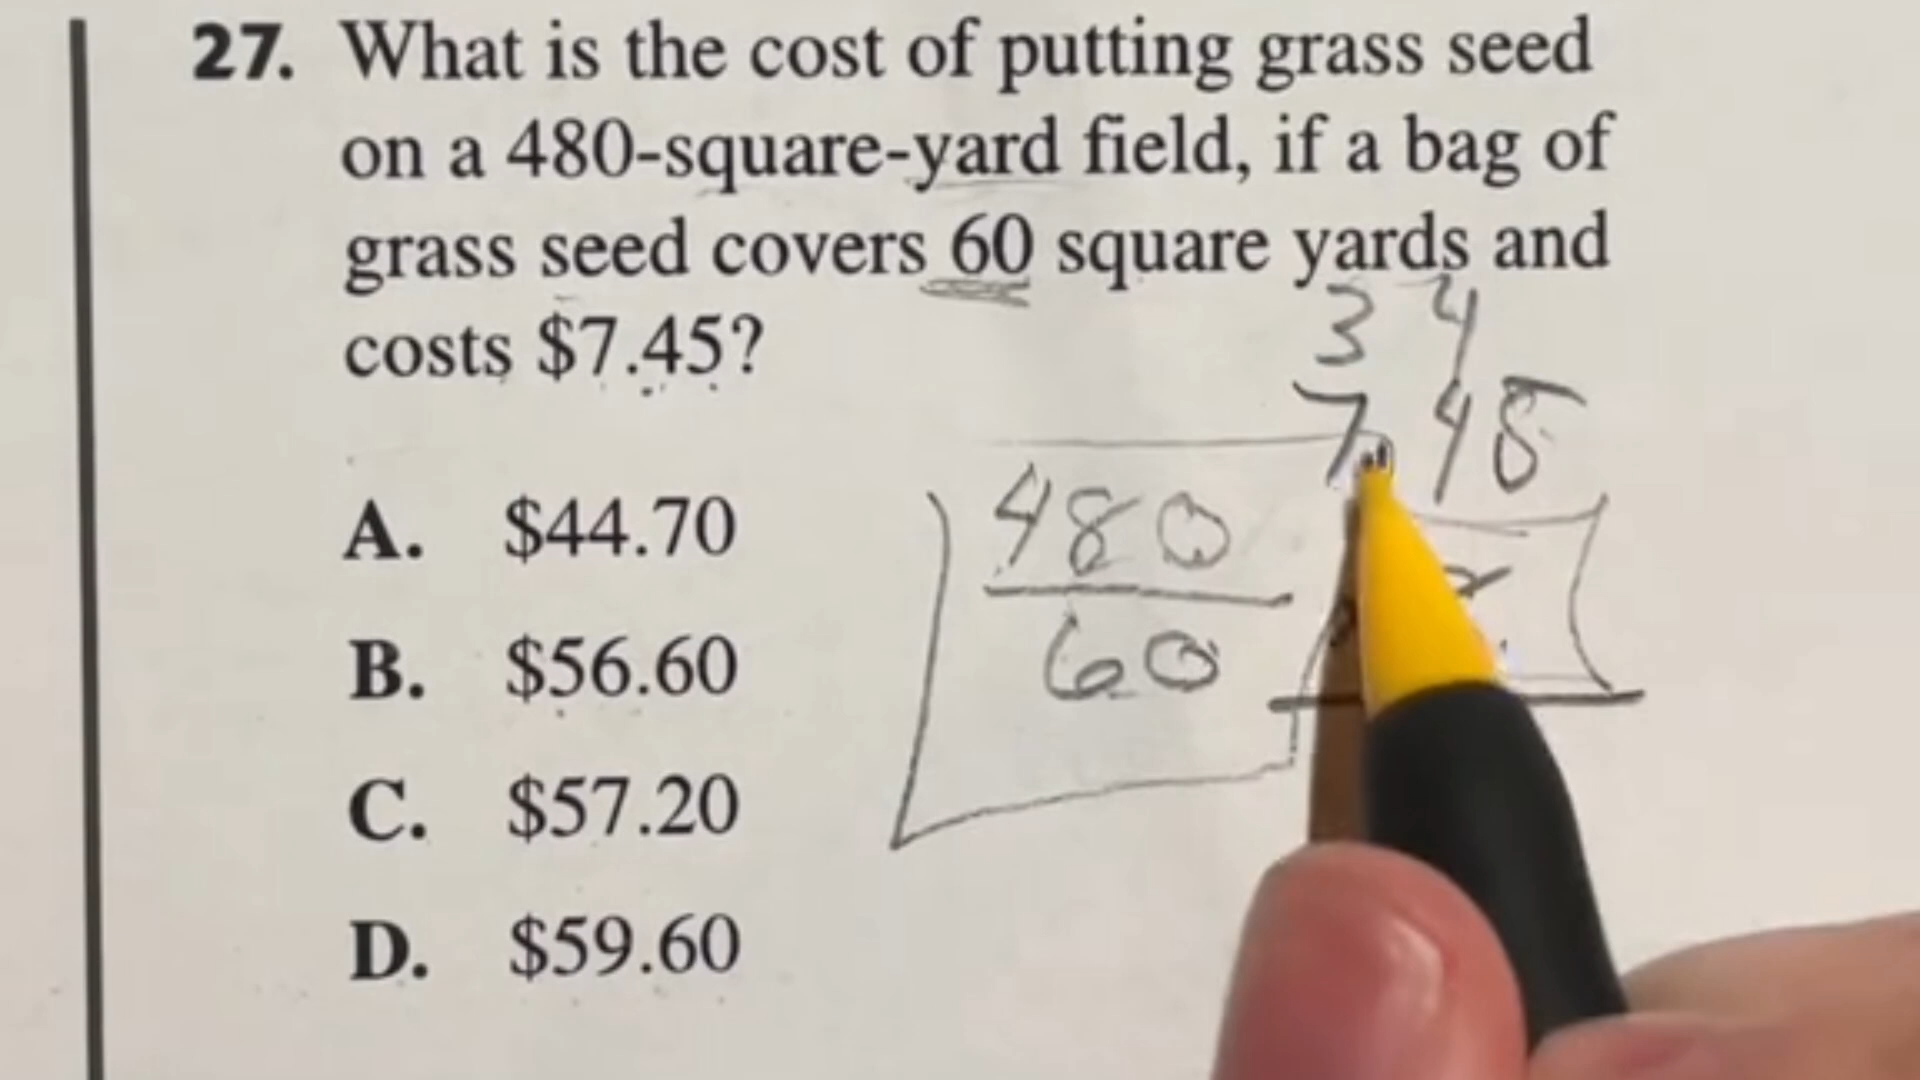 27. What is the cost of putting grass seed
on a 480-square-yard field, if a bag of
grass seed covers 60 square yards and
costs $7.45?
3 4
7 45
480
60
A. $44.70
B. $56.60
C. $57.20
D. $59.60